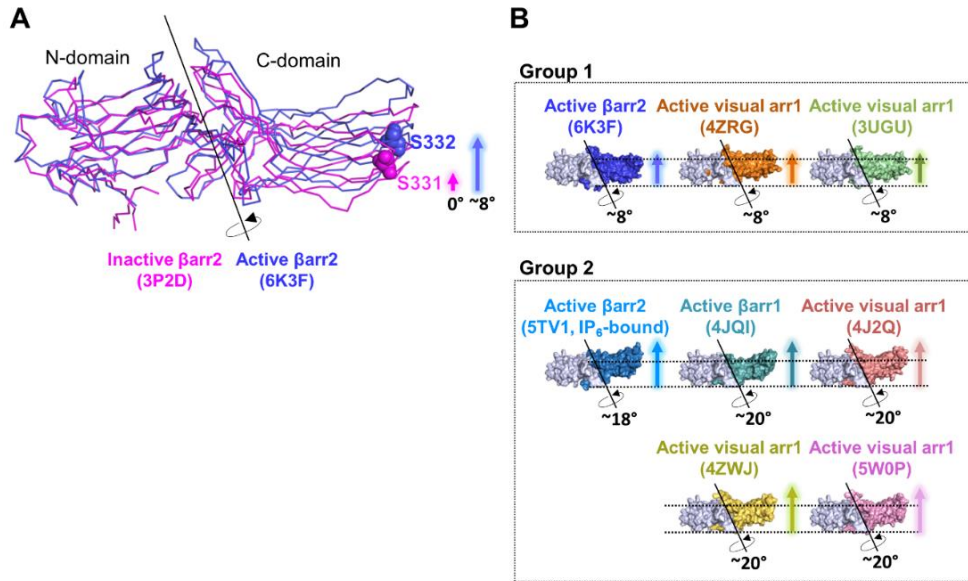 A
N-domain
C-domain
S332
S331
0° ~8°
Inactive βarr2
(3P2D)
Active βarr2
(6K3F)
B
Group 1
Active βarr2
(6K3F)
Active visual arr1
(4ZRG)
Active visual arr1
(3UGU)
~8°
~8°
~8°
Group 2
Active βarr2
(5TV1, IP₆-bound)
Active βarr1
(4JQI)
Active visual arr1
(4J2Q)
~18°
~20°
~20°
Active visual arr1
(4ZWJ)
Active visual arr1
(5W0P)
~20°
~20°